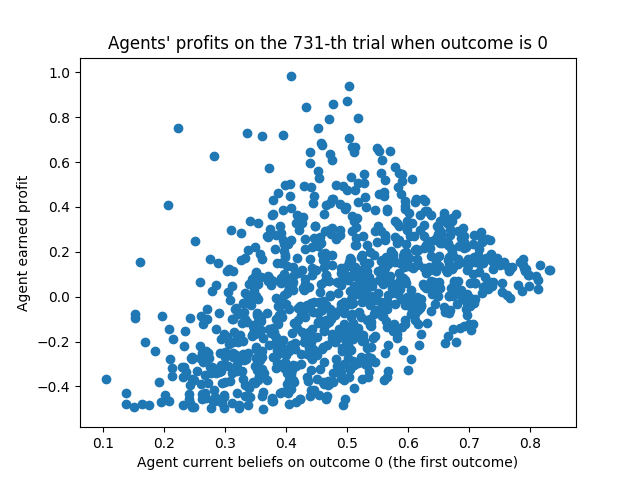 Agents' profits on the 731-th trial when outcome is 0
1.0
0.8
0.6
0.4
0.2
0.0
−0.2
−0.4
Agent earned profit
0.1 0.2 0.3 0.4 0.5 0.6 0.7 0.8
Agent current beliefs on outcome 0 (the first outcome)